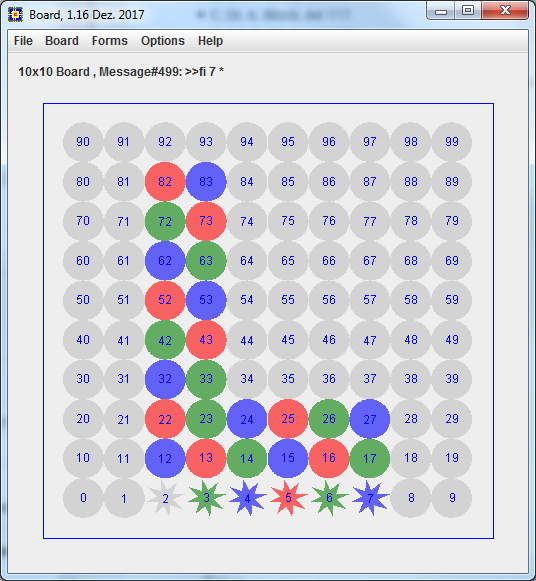 Board, 1.16 Dez. 2017
File Board Forms Options Help
10x10 Board , Message#499: >>fi 7 *
90 91 92 93 94 95 96 97 98 99
80 81 82 83 84 85 86 87 88 89
70 71 72 73 74 75 76 77 78 79
60 61 62 63 64 65 66 67 68 69
50 51 52 53 54 55 56 57 58 59
40 41 42 43 44 45 46 47 48 49
30 31 32 33 34 35 36 37 38 39
20 21 22 23 24 25 26 27 28 29
10 11 12 13 14 15 16 17 18 19
0 1 2 3 4 5 6 7 8 9